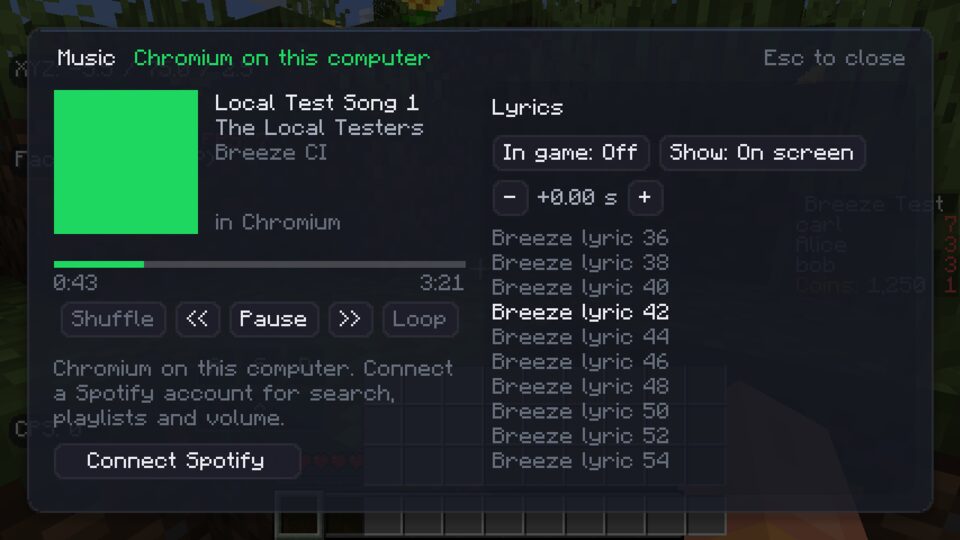 Music Chromium on this computer
Esc to close
Local Test Song 1
The Local Testers
Breeze CI
in Chromium
0:43
3:21
Shuffle << Pause >> Loop
Chromium on this computer. Connect
a Spotify account for search,
playlists and volume.
Connect Spotify
Lyrics
In game: Off Show: On screen
- +0.00 s +
Breeze lyric 36
Breeze lyric 38
Breeze lyric 40
Breeze lyric 42
Breeze lyric 44
Breeze lyric 46
Breeze lyric 48
Breeze lyric 50
Breeze lyric 52
Breeze lyric 54
Breeze Test
carl
Alice 3
bob 3
Coins: 1,250 1